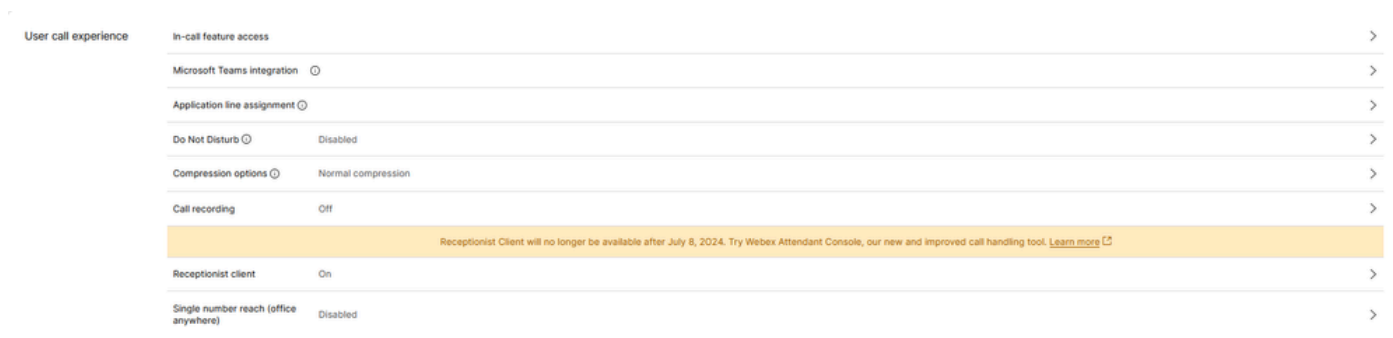 User call experience
In-call feature access
Microsoft Teams integration
Application line assignment
Do Not Disturb Disabled
Compression options Normal compression
Call recording Off
Receptionist Client will no longer be available after July 8, 2024. Try Webex Attendant Console, our new and improved call handling tool. Learn more
Receptionist client On
Single number reach (office
anywhere) Disabled